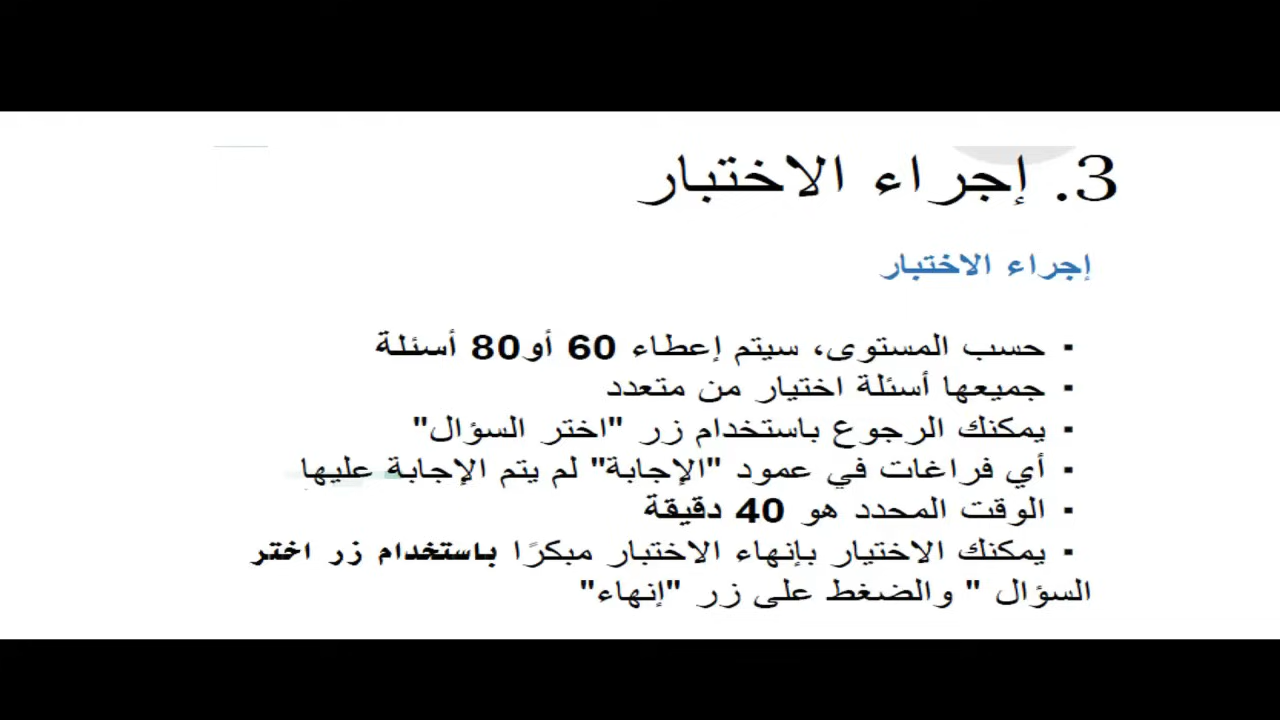 3. إجراء الاختبار
إجراء الاختبار
▪ حسب المستوى، سيتم إعطاء 60 أو80 أسئلة
▪ جميعها أسئلة اختيار من متعدد
▪ يمكنك الرجوع باستخدام زر "اختر السؤال"
▪ أي فراغات في عمود "الإجابة" لم يتم الإجابة عليها
▪ الوقت المحدد هو 40 دقيقة
▪ يمكنك الاختيار بإنهاء الاختبار مبكرًا باستخدام زر اختر
السؤال " والضغط على زر "إنهاء"